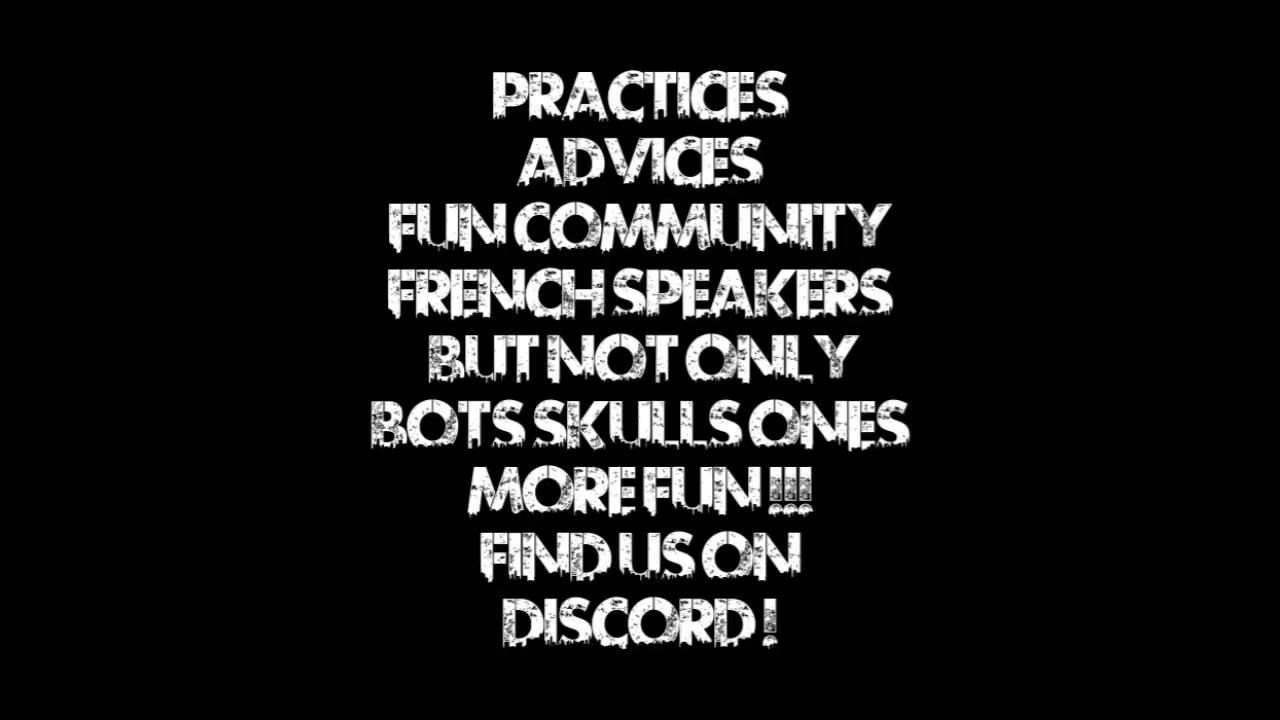 PRACTICES
ADVICES
FUN COMMUNITY
FRENCH SPEAKERS
BUT NOT ONLY
BOTS SKULLS ONES
MORE FUN !!!
FIND US ON
DISCORD !